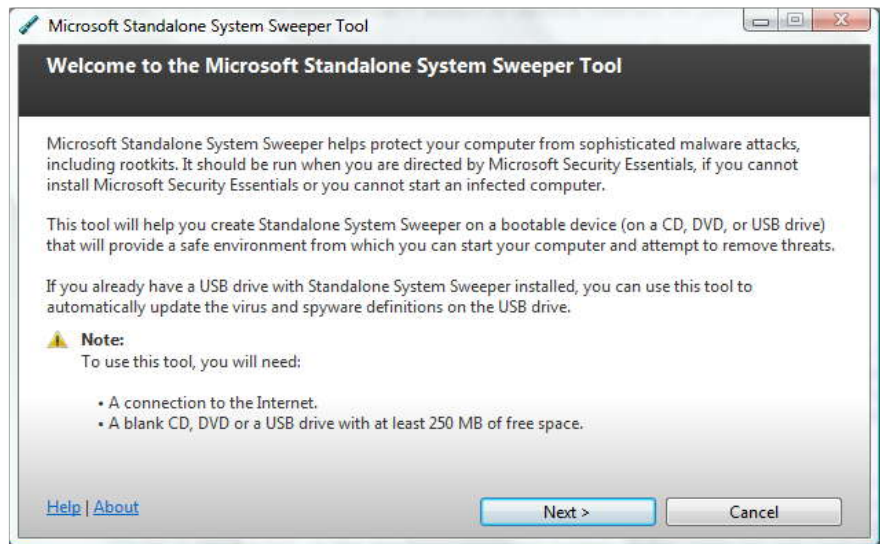 Microsoft Standalone System Sweeper Tool
Welcome to the Microsoft Standalone System Sweeper Tool
Microsoft Standalone System Sweeper helps protect your computer from sophisticated malware attacks,
including rootkits. It should be run when you are directed by Microsoft Security Essentials, if you cannot
install Microsoft Security Essentials or you cannot start an infected computer.
This tool will help you create Standalone System Sweeper on a bootable device (on a CD, DVD, or USB drive)
that will provide a safe environment from which you can start your computer and attempt to remove threats.
If you already have a USB drive with Standalone System Sweeper installed, you can use this tool to
automatically update the virus and spyware definitions on the USB drive.
Note:
To use this tool, you will need:
• A connection to the Internet.
• A blank CD, DVD or a USB drive with at least 250 MB of free space.
Help | About
Next >
Cancel